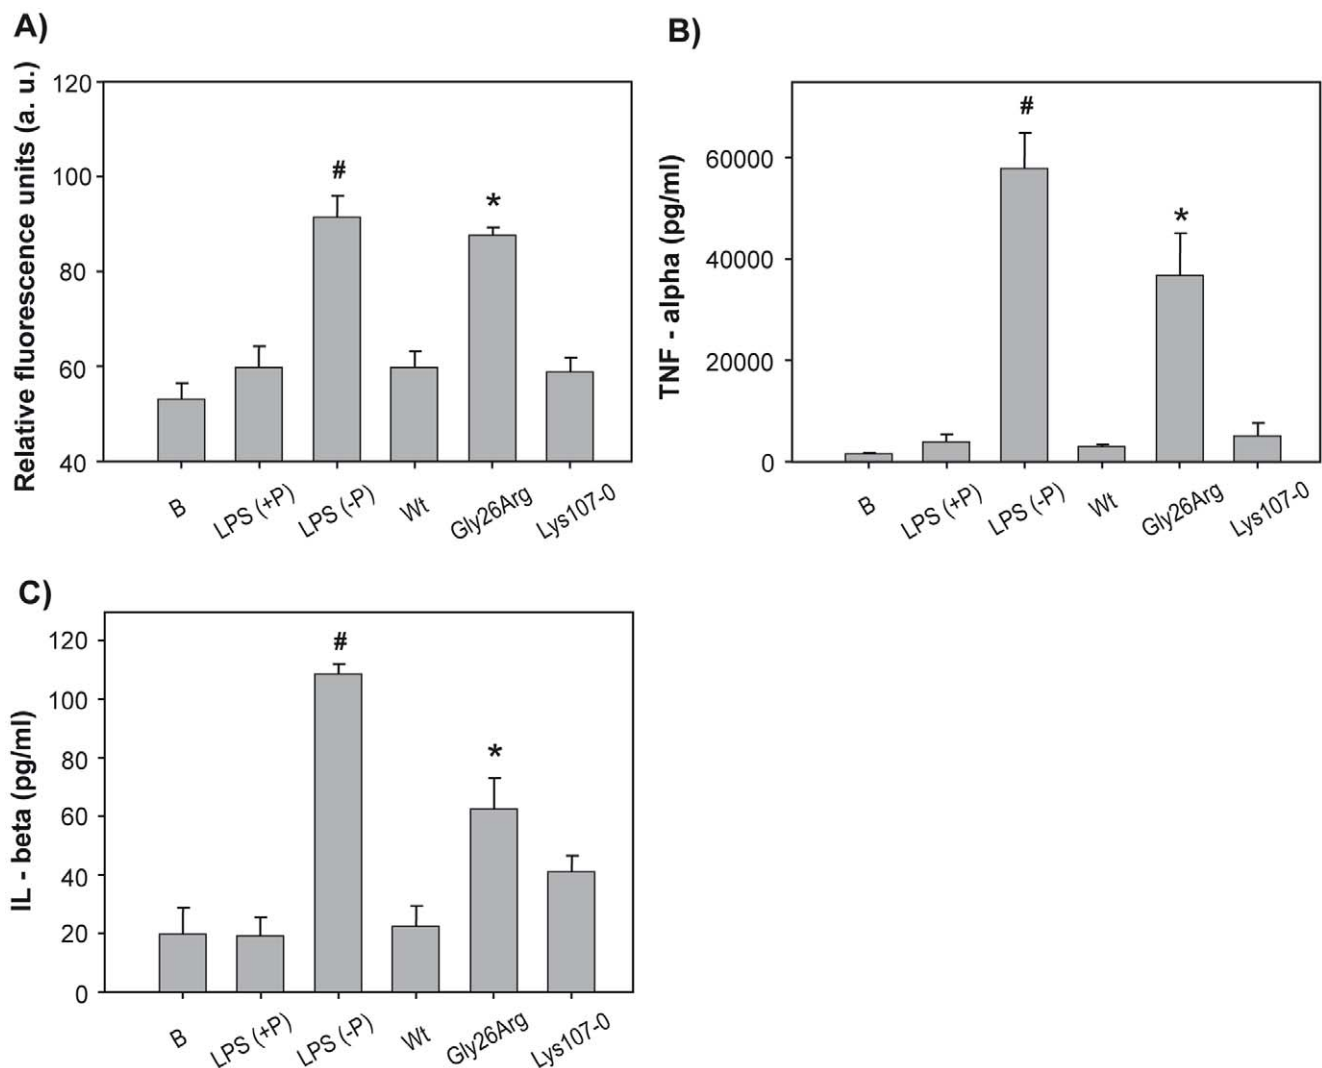 A)
Relative fluorescence units (a. u.)
120
100
80
60
40
#
*
B
LPS (+P)
LPS (-P)
Wt
Gly26Arg
Lys107-0
B)
TNF - alpha (pg/ml)
60000
40000
20000
0
#
*
B
LPS (+P)
LPS (-P)
Wt
Gly26Arg
Lys107-0
C)
IL - beta (pg/ml)
120
100
80
60
40
20
0
#
*
B
LPS (+P)
LPS (-P)
Wt
Gly26Arg
Lys107-0